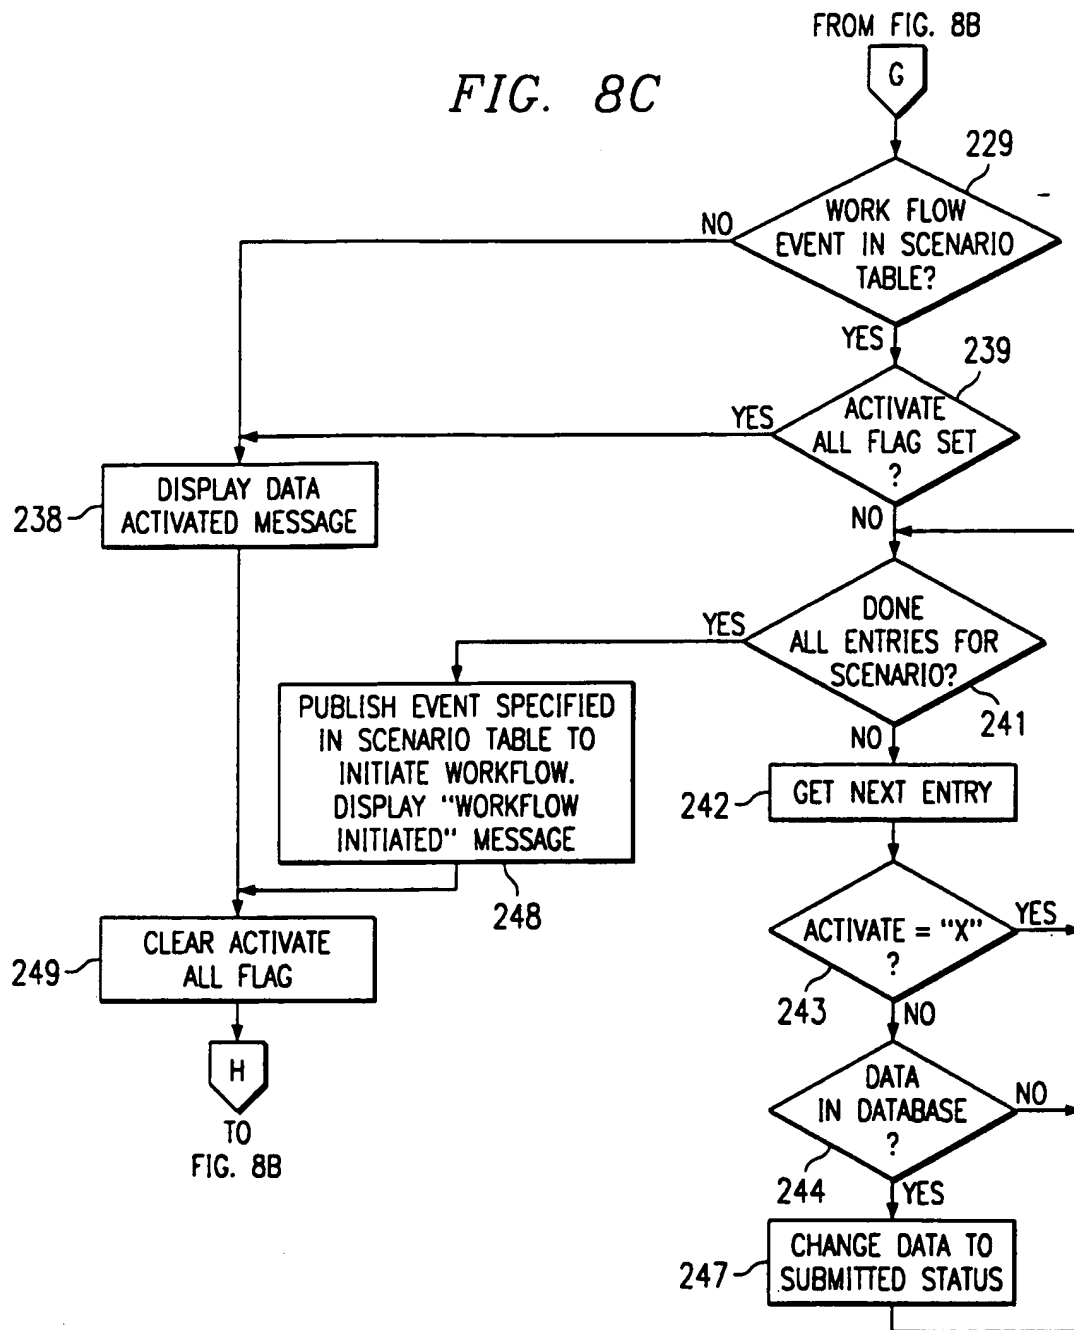 FROM FIG. 8B
G
FIG. 8C
229
WORK FLOW
EVENT IN SCENARIO
TABLE?
NO
YES
239
ACTIVATE
ALL FLAG SET
?
YES
NO
DISPLAY DATA
ACTIVATED MESSAGE
238
DONE
ALL ENTRIES FOR
SCENARIO?
YES
241
NO
PUBLISH EVENT SPECIFIED
IN SCENARIO TABLE TO
INITIATE WORKFLOW.
DISPLAY "WORKFLOW
INITIATED" MESSAGE
248
GET NEXT ENTRY
242
ACTIVATE = "X"
?
YES
243
NO
CLEAR ACTIVATE
ALL FLAG
249
H
TO
FIG. 8B
DATA
IN DATABASE
?
NO
244
YES
CHANGE DATA TO
SUBMITTED STATUS
247